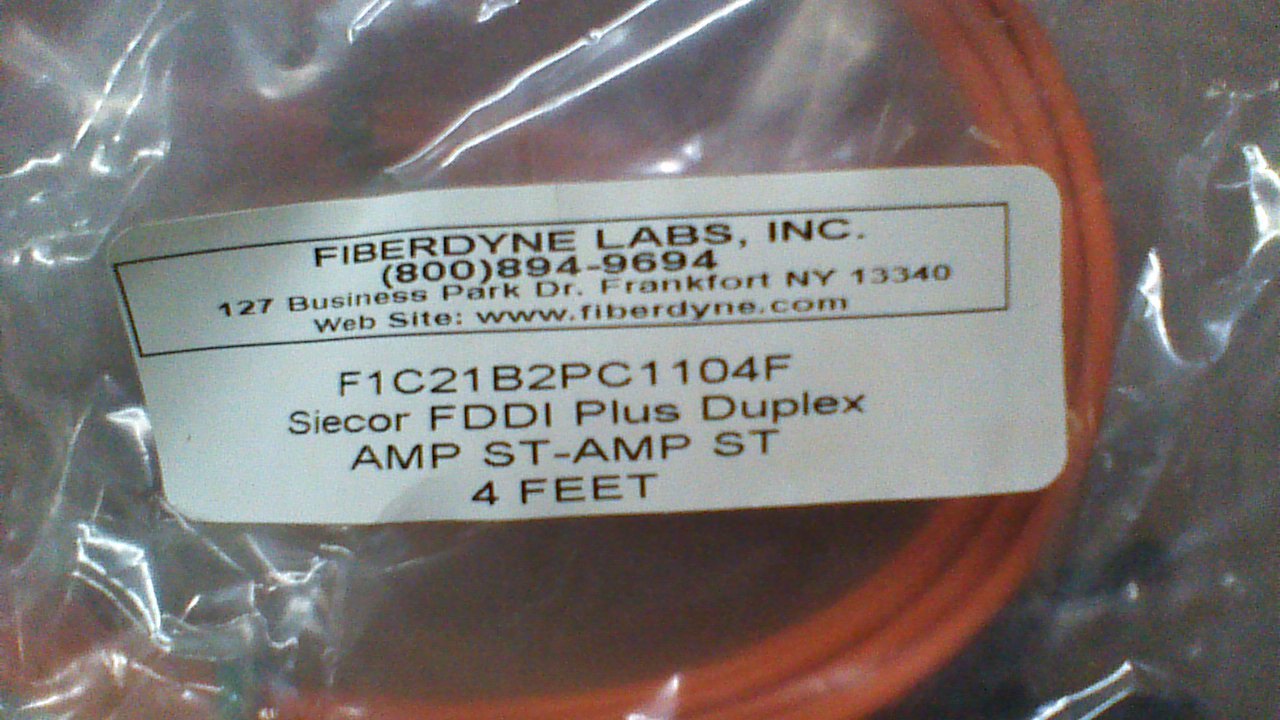 FIBERDYNE LABS, INC.
(800)894-9694
127 Business Park Dr. Frankfort NY 13340
Web Site: www.fiberdyne.com
F1C21B2PC1104F
Siecor FDDI Plus Duplex
AMP ST-AMP ST
4 FEET